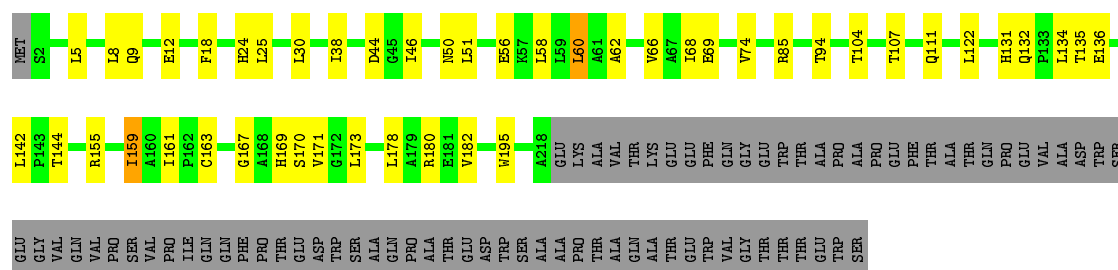 MET S2 L5 L8 Q9 E12 F18 H24 L25 L30 I38 D44 G45 I46 N50 L51 E56 K57 L58 L59 L60 A61 A62 V66 A67 I68 E69 V74 R85 T94 T104 T107 Q111 L122 H131 Q132 P133 L134 T135 E136
L142 P143 T144 R155 I159 A160 I161 P162 C163 G167 A168 H169 S170 V171 G172 L173 L178 A179 R180 E181 V182 W195 A218 GLU LYS ALA VAL THR LYS GLU GLU PHE GLN GLY GLU TRP THR ALA PRO ALA PRO GLU PHE THR ALA THR GLN PRO GLU VAL ALA ASP TRP SER
GLU GLY VAL GLN VAL PRO SER VAL PRO ILE GLN GLN PHE PRO THR GLU ASP TRP SER ALA GLN PRO ALA THR GLU ASP TRP SER ALA ALA PRO THR ALA GLN ALA THR GLU TRP VAL GLY THR THR THR GLU TRP SER